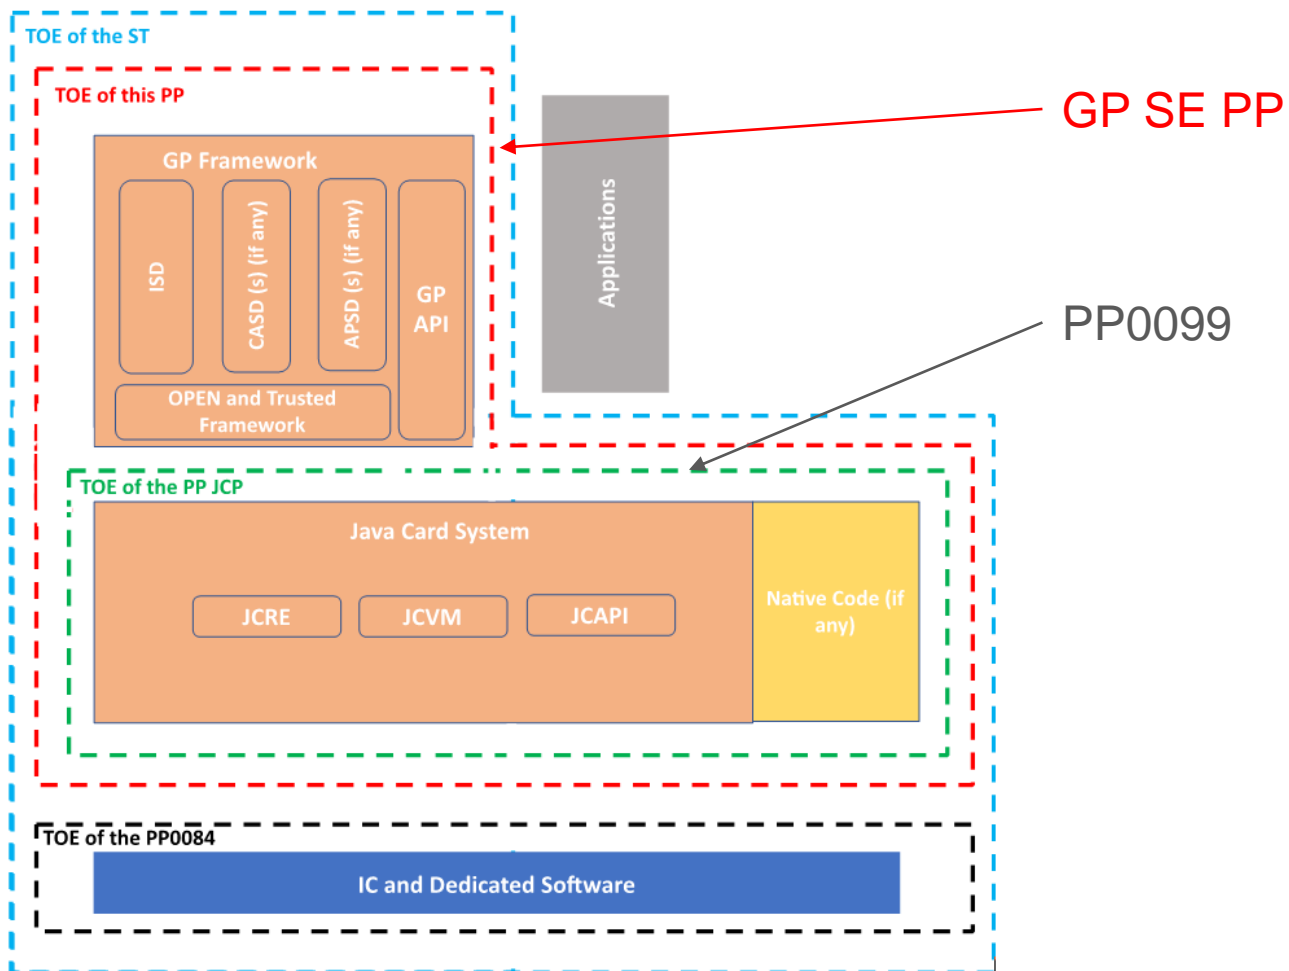 TOE of the ST
TOE of this PP
GP SE PP
GP Framework
ISD
CASD (s) (if any)
APSD (s) (if any)
GP
API
OPEN and Trusted
Framework
Applications
PP0099
TOE of the PP JCP
Java Card System
JCRE
JCVM
JCAPI
Native Code (if
any)
TOE of the PP0084
IC and Dedicated Software